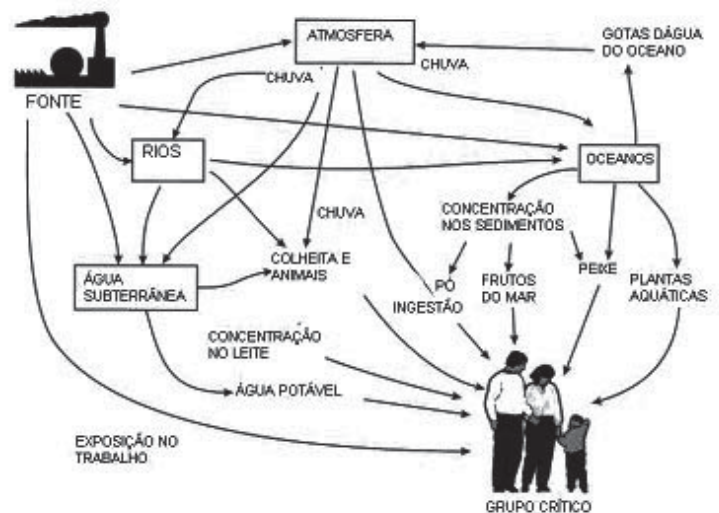 ATMOSFERA
GOTAS DÁGUA
DO OCEANO
CHUVA
CHUVA
FONTE
RIOS
OCEANOS
CONCENTRAÇÃO
NOS SEDIMENTOS
CHUVA
COLHEITA E
ANIMAIS
ÁGUA
SUBTERRÂNEA
PÓ
INGESTÃO
FRUTOS
DO MAR
PEIXE
PLANTAS
AQUÁTICAS
CONCENTRAÇÃO
NO LEITE
ÁGUA POTÁVEL
EXPOSIÇÃO NO
TRABALHO
GRUPO CRÍTICO